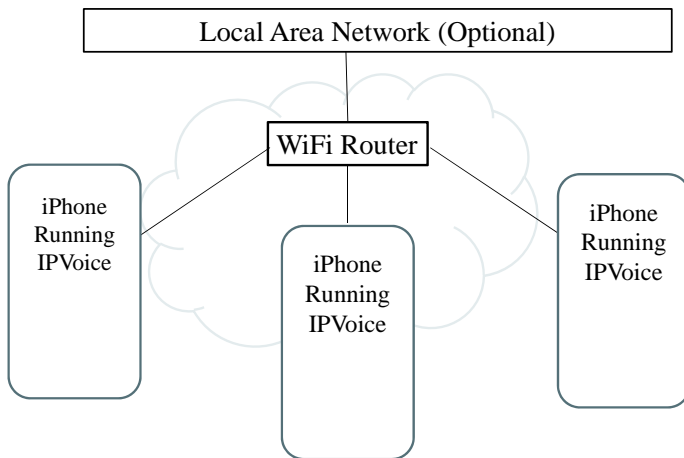 Local Area Network (Optional)
WiFi Router
iPhone
Running
IPVoice
iPhone
Running
IPVoice
iPhone
Running
IPVoice